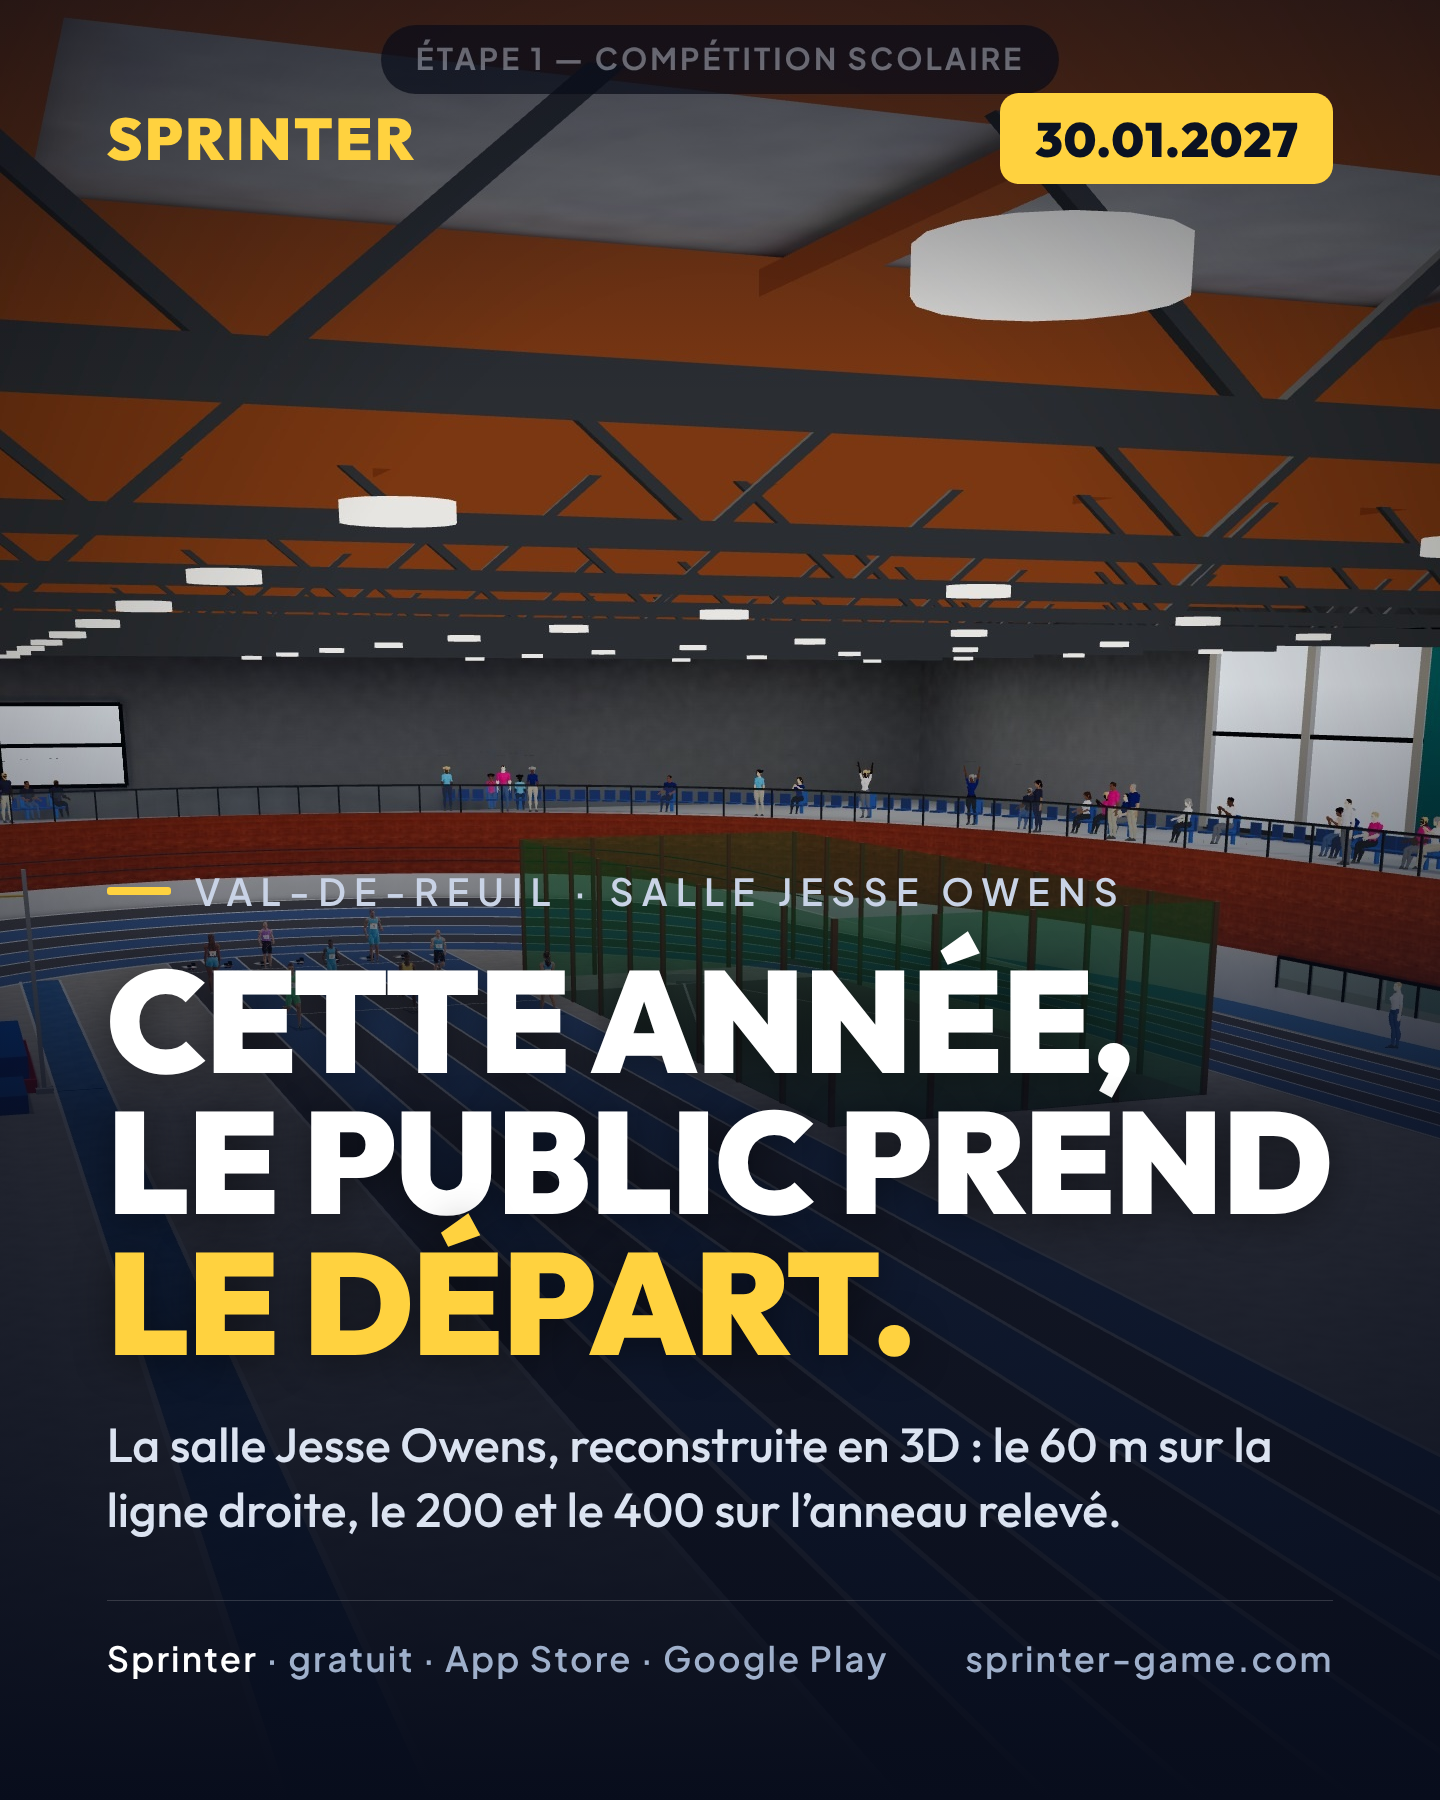 ÉTAPE 1 — COMPÉTITION SCOLAIRE
SPRINTER
30.01.2027
VAL-DE-REUIL · SALLE JESSE OWENS
CETTE ANNÉE,
LE PUBLIC PREND
LE DÉPART.
La salle Jesse Owens, reconstruite en 3D : le 60 m sur la
ligne droite, le 200 et le 400 sur l’anneau relevé.
Sprinter · gratuit · App Store · Google Play
sprinter-game.com